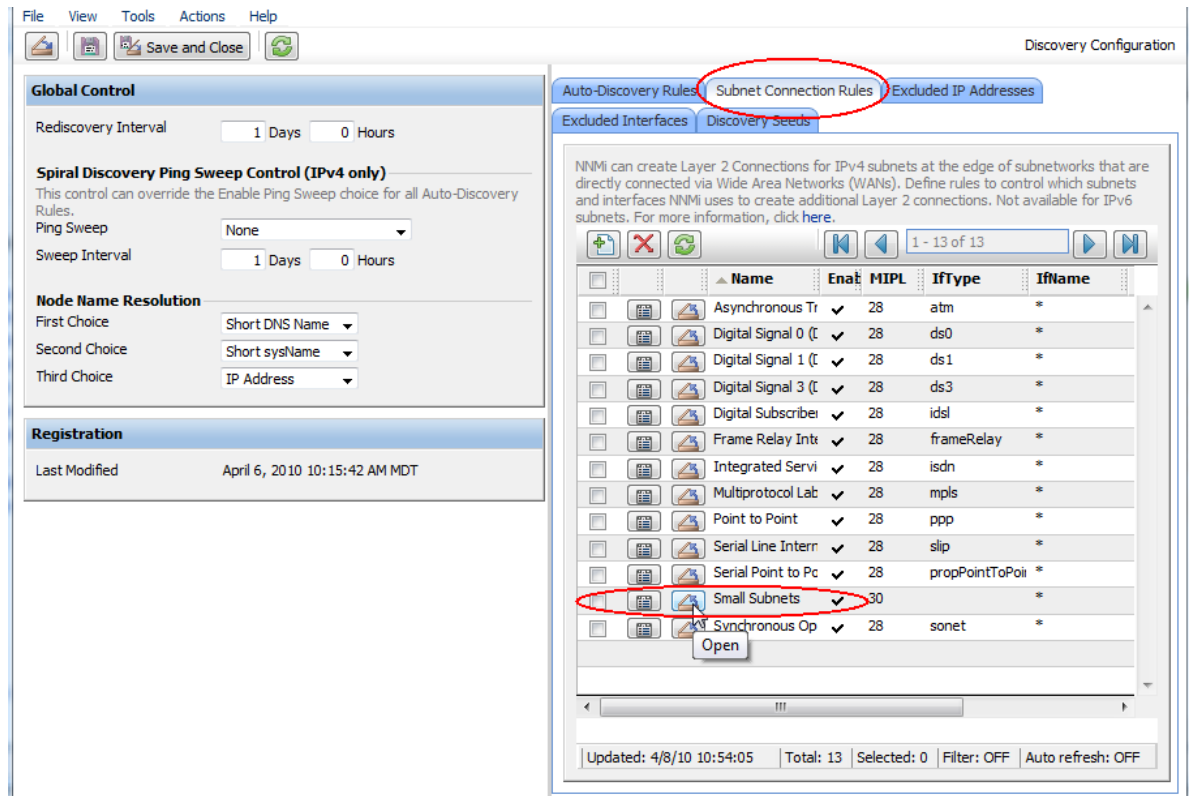 File View Tools Actions Help
Save and Close
Discovery Configuration
Global Control
Rediscovery Interval 1 Days 0 Hours
Spiral Discovery Ping Sweep Control (IPv4 only)
This control can override the Enable Ping Sweep choice for all Auto-Discovery
Rules.
Ping Sweep None
Sweep Interval 1 Days 0 Hours
Node Name Resolution
First Choice Short DNS Name
Second Choice Short sysName
Third Choice IP Address
Registration
Last Modified April 6, 2010 10:15:42 AM MDT
Auto-Discovery Rules Subnet Connection Rules Excluded IP Addresses
Excluded Interfaces Discovery Seeds
NNMi can create Layer 2 Connections for IPv4 subnets at the edge of subnetworks that are
directly connected via Wide Area Networks (WANs). Define rules to control which subnets
and interfaces NNMi uses to create additional Layer 2 connections. Not available for IPv6
subnets. For more information, click here.
1 - 13 of 13
Name Enab MIPL IfType IfName
Asynchronous Tr 28 atm *
Digital Signal 0 (D 28 ds0 *
Digital Signal 1 (D 28 ds1 *
Digital Signal 3 (D 28 ds3 *
Digital Subscriber 28 idsl *
Frame Relay Inte 28 frameRelay *
Integrated Servi 28 isdn *
Multiprotocol Lab 28 mpls *
Point to Point 28 ppp *
Serial Line Intern 28 slip *
Serial Point to Po 28 propPointToPoin *
Small Subnets 30 *
Synchronous Op 28 sonet *
Open
Updated: 4/8/10 10:54:05 Total: 13 Selected: 0 Filter: OFF Auto refresh: OFF